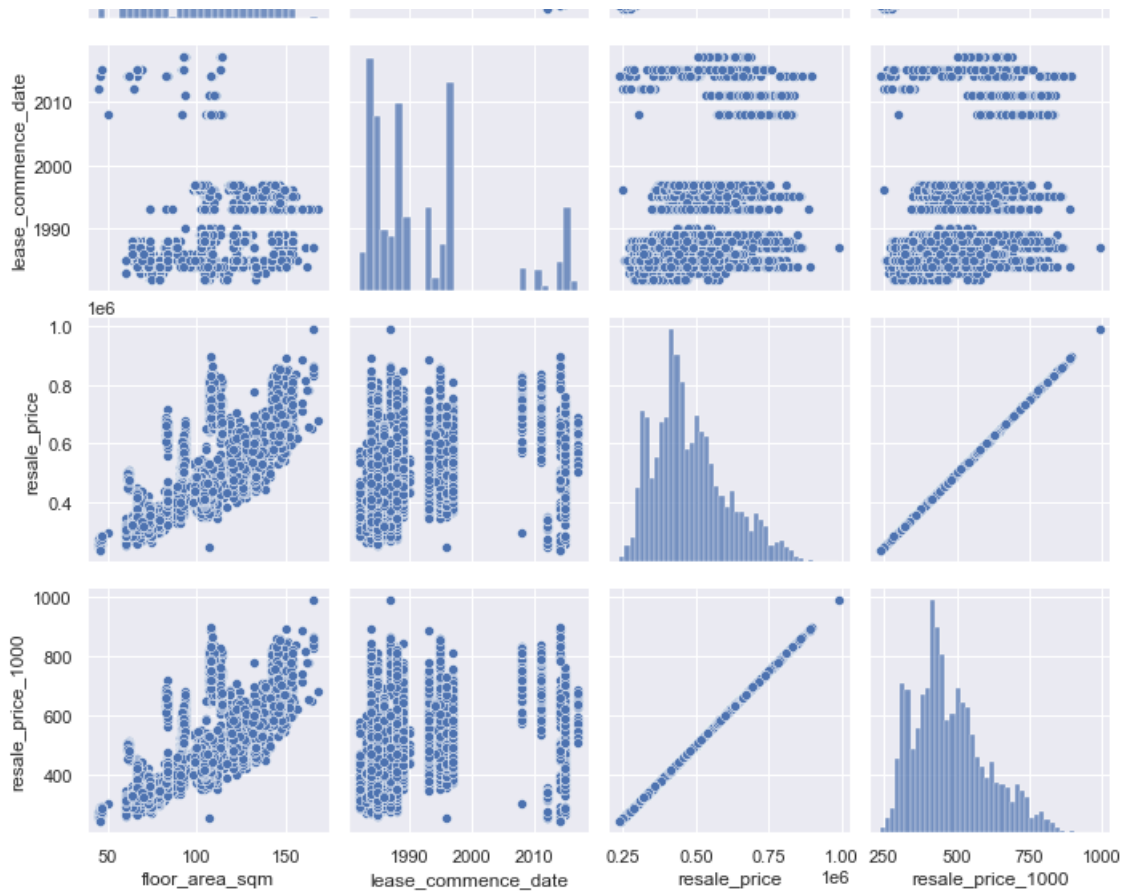 lease_commence_date
2010
2000
1990
1e6
resale_price
1.0
0.8
0.6
0.4
resale_price_1000
1000
800
600
400
50 100 150
1990 2000 2010
0.25 0.50 0.75 1.00
250 500 750 1000
floor_area_sqm
lease_commence_date
resale_price
1e6
resale_price_1000